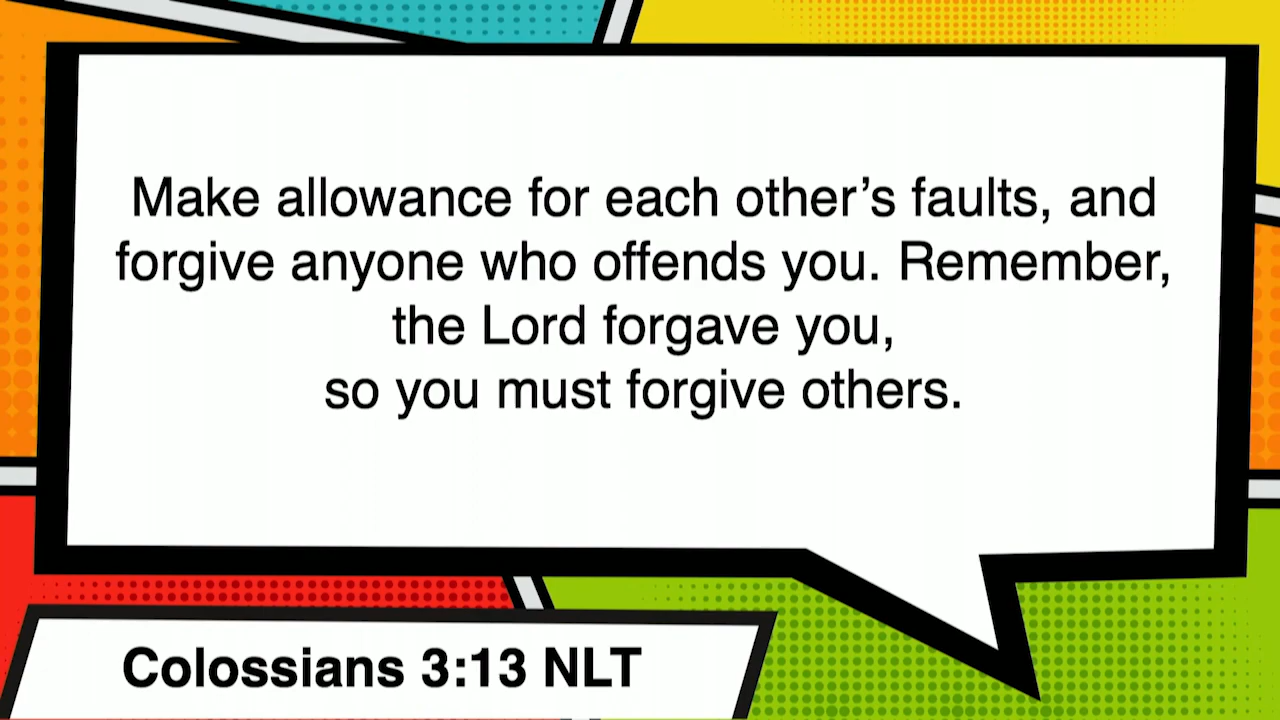 Make allowance for each other’s faults, and
forgive anyone who offends you. Remember,
the Lord forgave you,
so you must forgive others.
Colossians 3:13 NLT